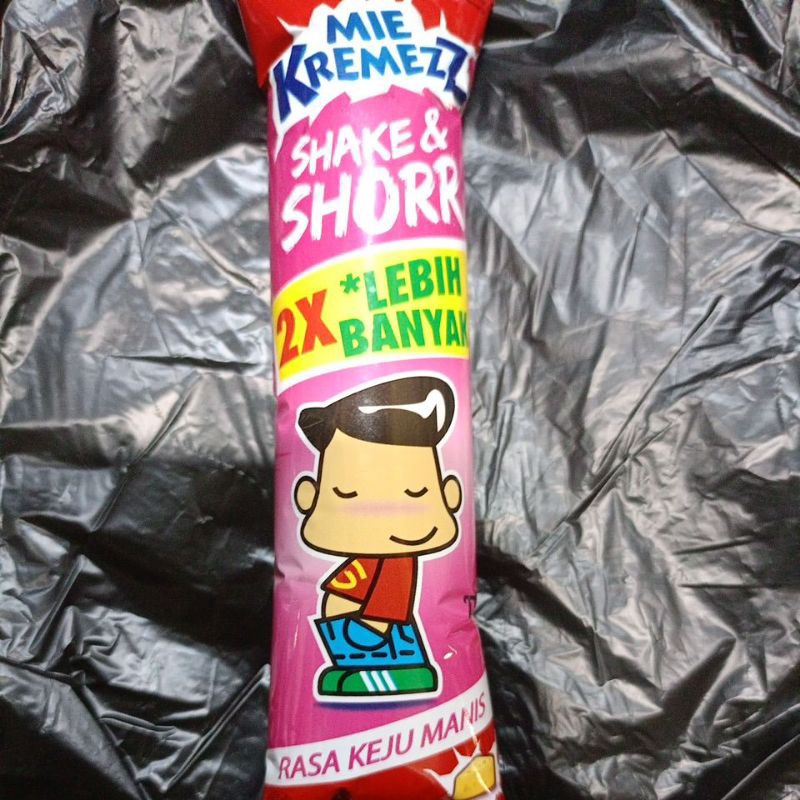 MIE
KREMEZZ
SHAKE &
SHORR
2X *LEBIH
BANYAK
RASA KEJU MANIS